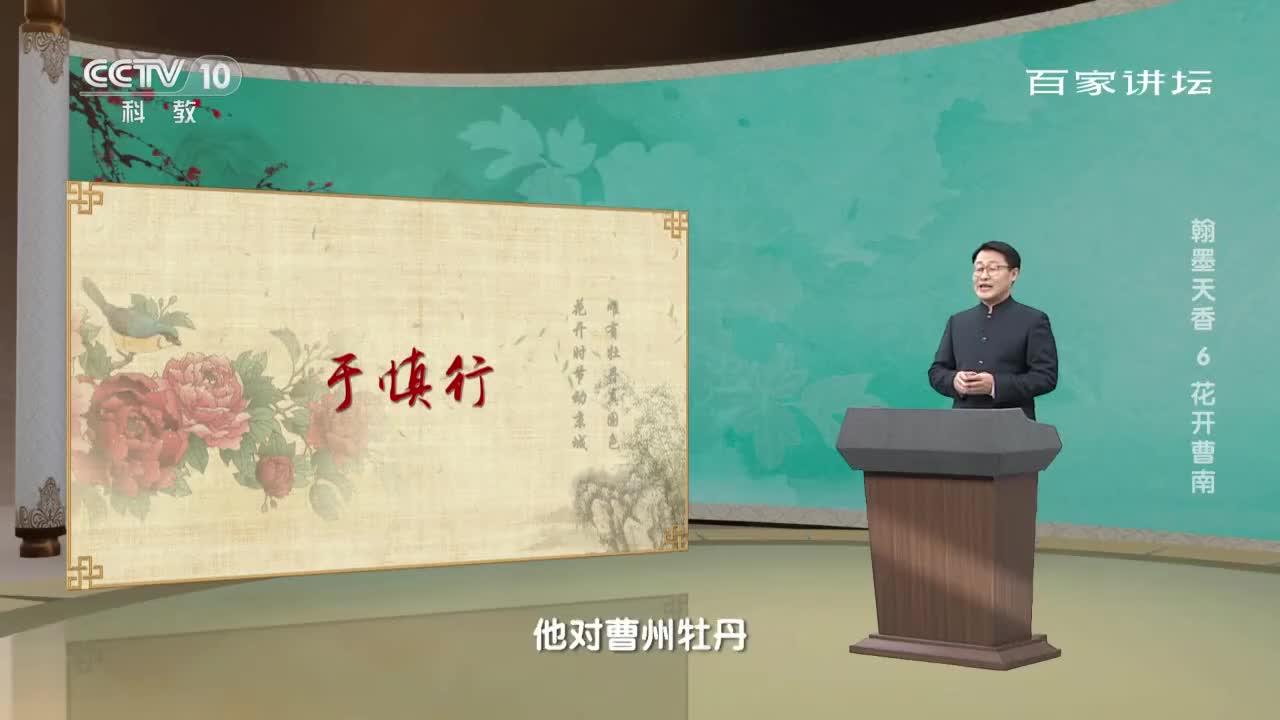 CCTV 10
科教
百家讲坛
翰墨天香 6 花开曹南
于慎行
唯有牡丹真国色
花开时节动京城
他对曹州牡丹